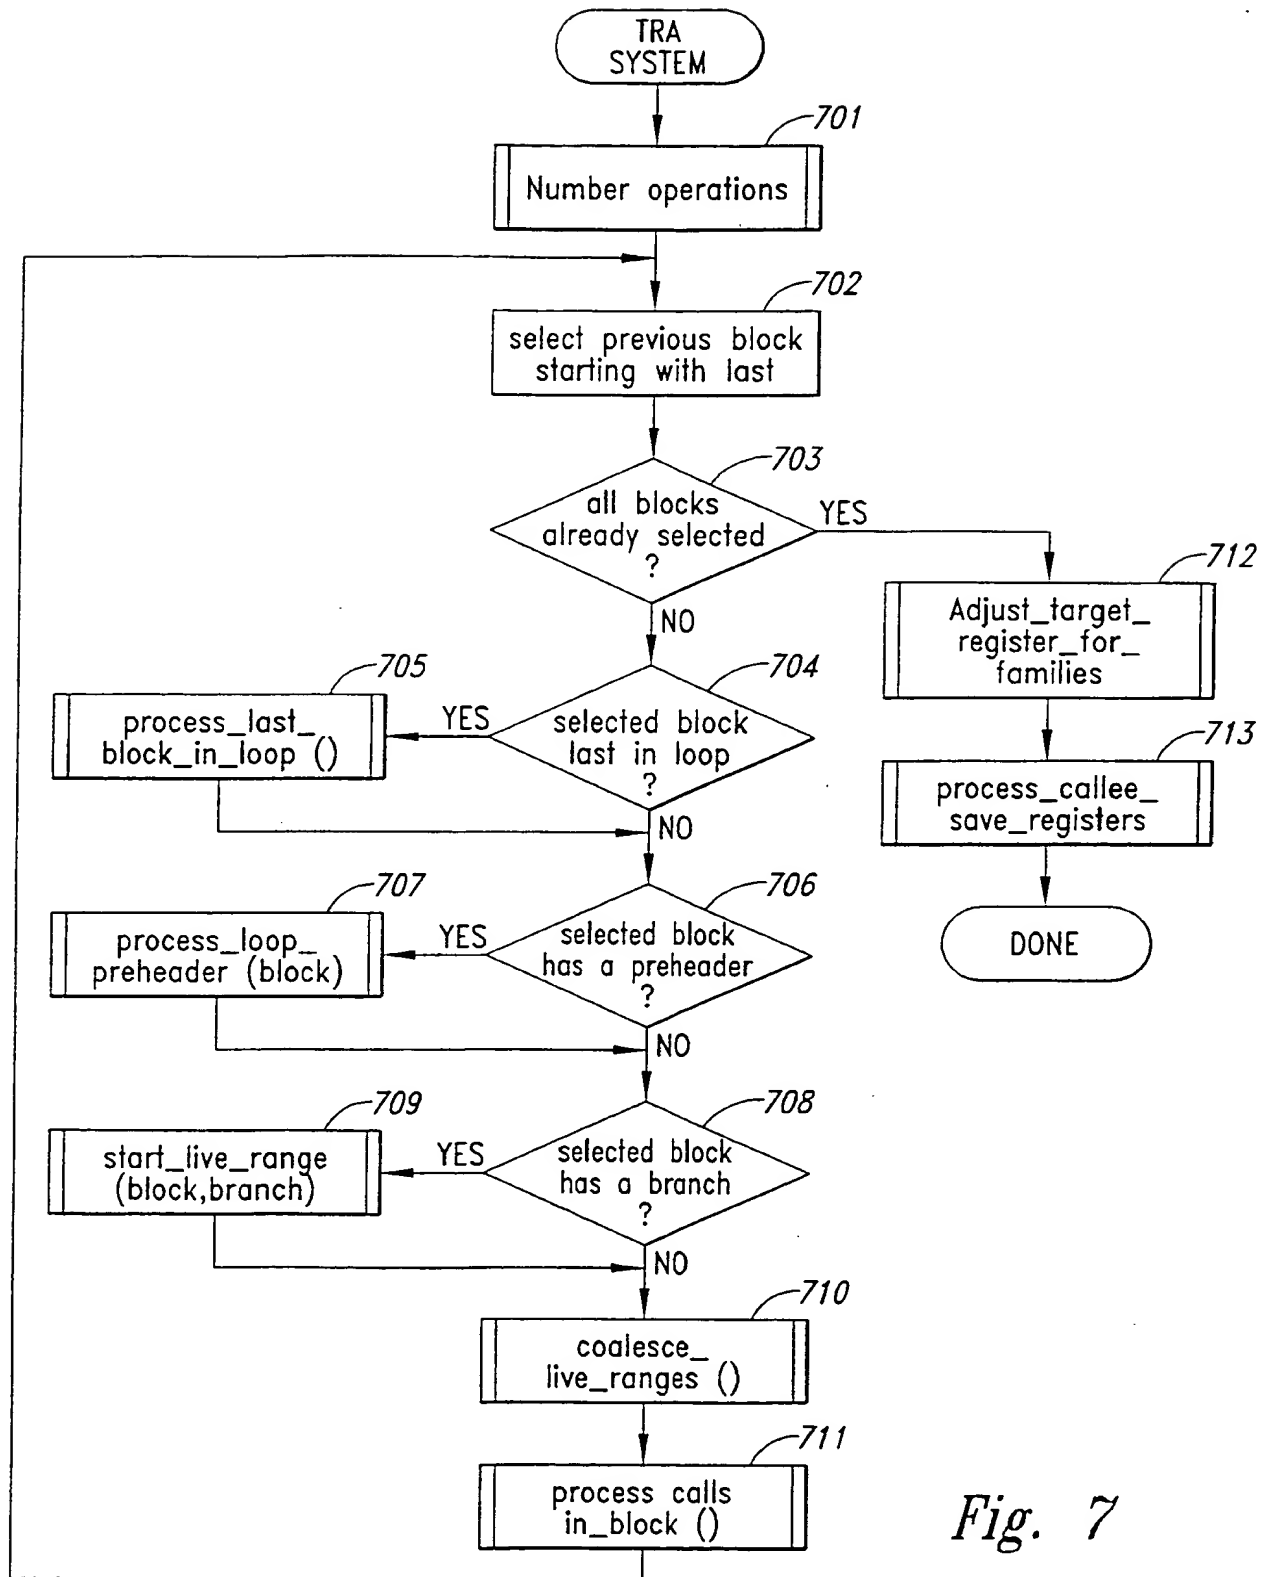 TRA
SYSTEM
701
Number operations
702
select previous block
starting with last
703
all blocks
already selected
?
YES
NO
712
Adjust_target_
register_for_
families
705
process_last_
block_in_loop ()
YES
704
selected block
last in loop
?
NO
713
process_callee_
save_registers
707
process_loop_
preheader (block)
YES
706
selected block
has a preheader
?
NO
DONE
709
start_live_range
(block,branch)
YES
708
selected block
has a branch
?
NO
710
coalesce_
live_ranges ()
711
process calls
in_block ()
Fig. 7